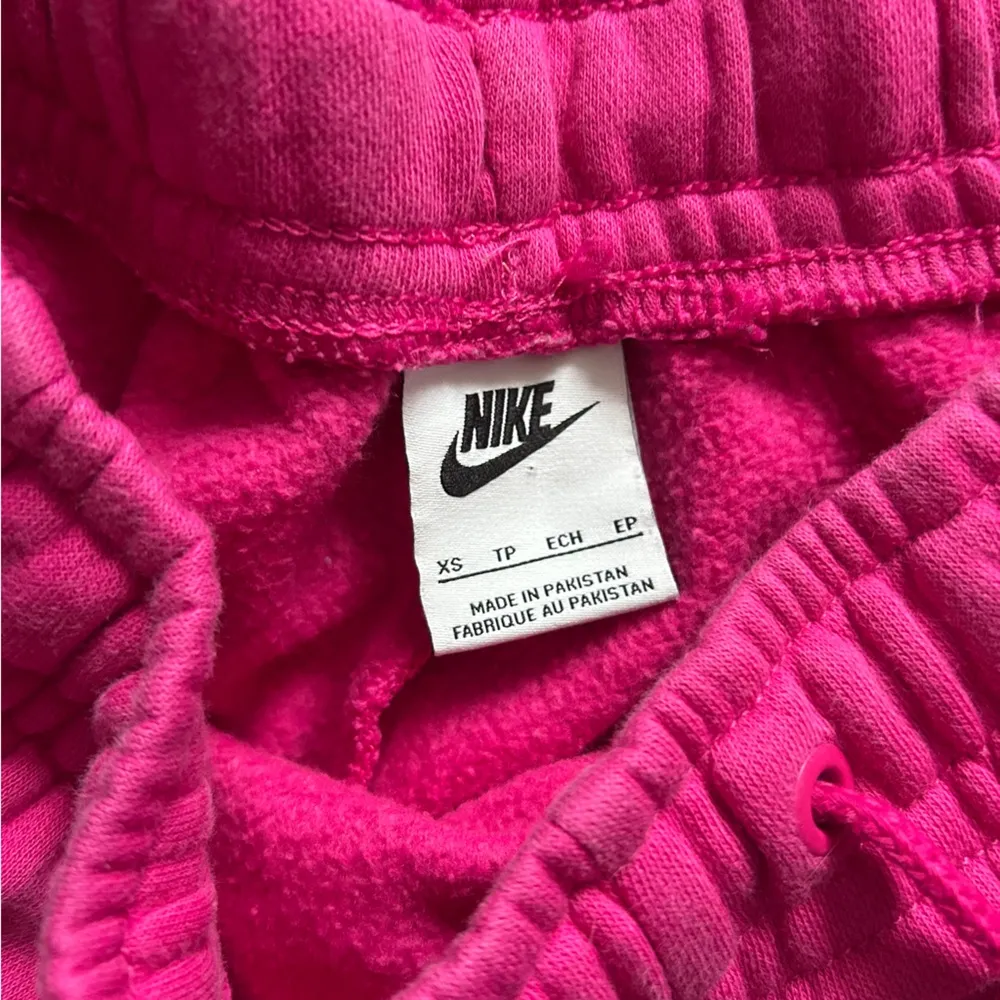 NIKE
XS TP ECH EP
MADE IN PAKISTAN
FABRIQUE AU PAKISTAN